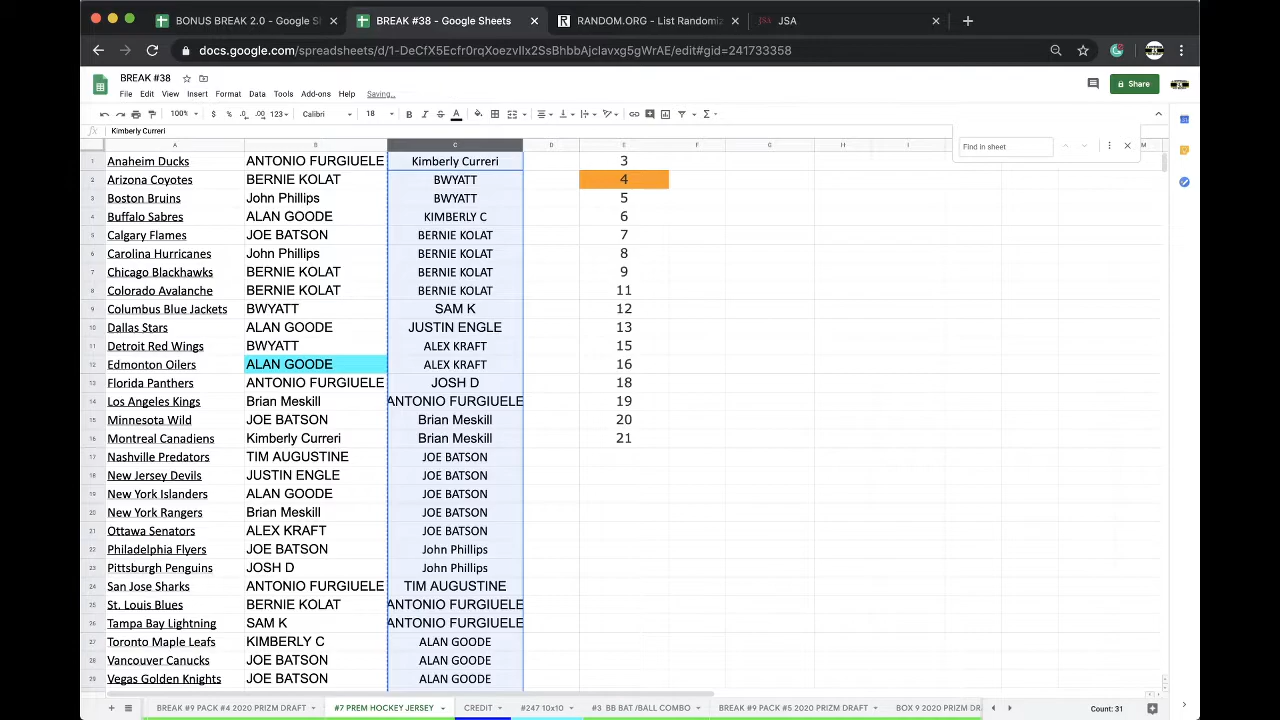 BONUS BREAK 2.0 - Google S
BREAK #38 - Google Sheets
RANDOM.ORG - List Randomiz
JSA
docs.google.com/spreadsheets/d/1-DeCfX5Ecfr0rqXoezvIlx2SsBhbbAjclavxg5gWrAE/edit#gid=241733358
BREAK #38
File Edit View Insert Format Data Tools Add-ons Help Saving...
Share
100% $ % .0 .00 123 Calibri 18 B I S A
fx Kimberly Curreri
Find in sheet
A B C D E F G H I J M
1 Anaheim Ducks ANTONIO FURGIUELE Kimberly Curreri 3
2 Arizona Coyotes BERNIE KOLAT BWYATT 4
3 Boston Bruins John Phillips BWYATT 5
4 Buffalo Sabres ALAN GOODE KIMBERLY C 6
5 Calgary Flames JOE BATSON BERNIE KOLAT 7
6 Carolina Hurricanes John Phillips BERNIE KOLAT 8
7 Chicago Blackhawks BERNIE KOLAT BERNIE KOLAT 9
8 Colorado Avalanche BERNIE KOLAT BERNIE KOLAT 11
9 Columbus Blue Jackets BWYATT SAM K 12
10 Dallas Stars ALAN GOODE JUSTIN ENGLE 13
11 Detroit Red Wings BWYATT ALEX KRAFT 15
12 Edmonton Oilers ALAN GOODE ALEX KRAFT 16
13 Florida Panthers ANTONIO FURGIUELE JOSH D 18
14 Los Angeles Kings Brian Meskill ANTONIO FURGIUELE 19
15 Minnesota Wild JOE BATSON Brian Meskill 20
16 Montreal Canadiens Kimberly Curreri Brian Meskill 21
17 Nashville Predators TIM AUGUSTINE JOE BATSON
18 New Jersey Devils JUSTIN ENGLE JOE BATSON
19 New York Islanders ALAN GOODE JOE BATSON
20 New York Rangers Brian Meskill JOE BATSON
21 Ottawa Senators ALEX KRAFT JOE BATSON
22 Philadelphia Flyers JOE BATSON John Phillips
23 Pittsburgh Penguins JOSH D John Phillips
24 San Jose Sharks ANTONIO FURGIUELE TIM AUGUSTINE
25 St. Louis Blues BERNIE KOLAT ANTONIO FURGIUELE
26 Tampa Bay Lightning SAM K ANTONIO FURGIUELE
27 Toronto Maple Leafs KIMBERLY C ALAN GOODE
28 Vancouver Canucks JOE BATSON ALAN GOODE
29 Vegas Golden Knights JOE BATSON ALAN GOODE
BREAK #9 PACK #4 2020 PRIZM DRAFT #7 PREM HOCKEY JERSEY CREDIT #247 10x10 #3 BB BAT /BALL COMBO BREAK #9 PACK #5 2020 PRIZM DRAFT BOX 9 2020 PRIZM DR Count: 31